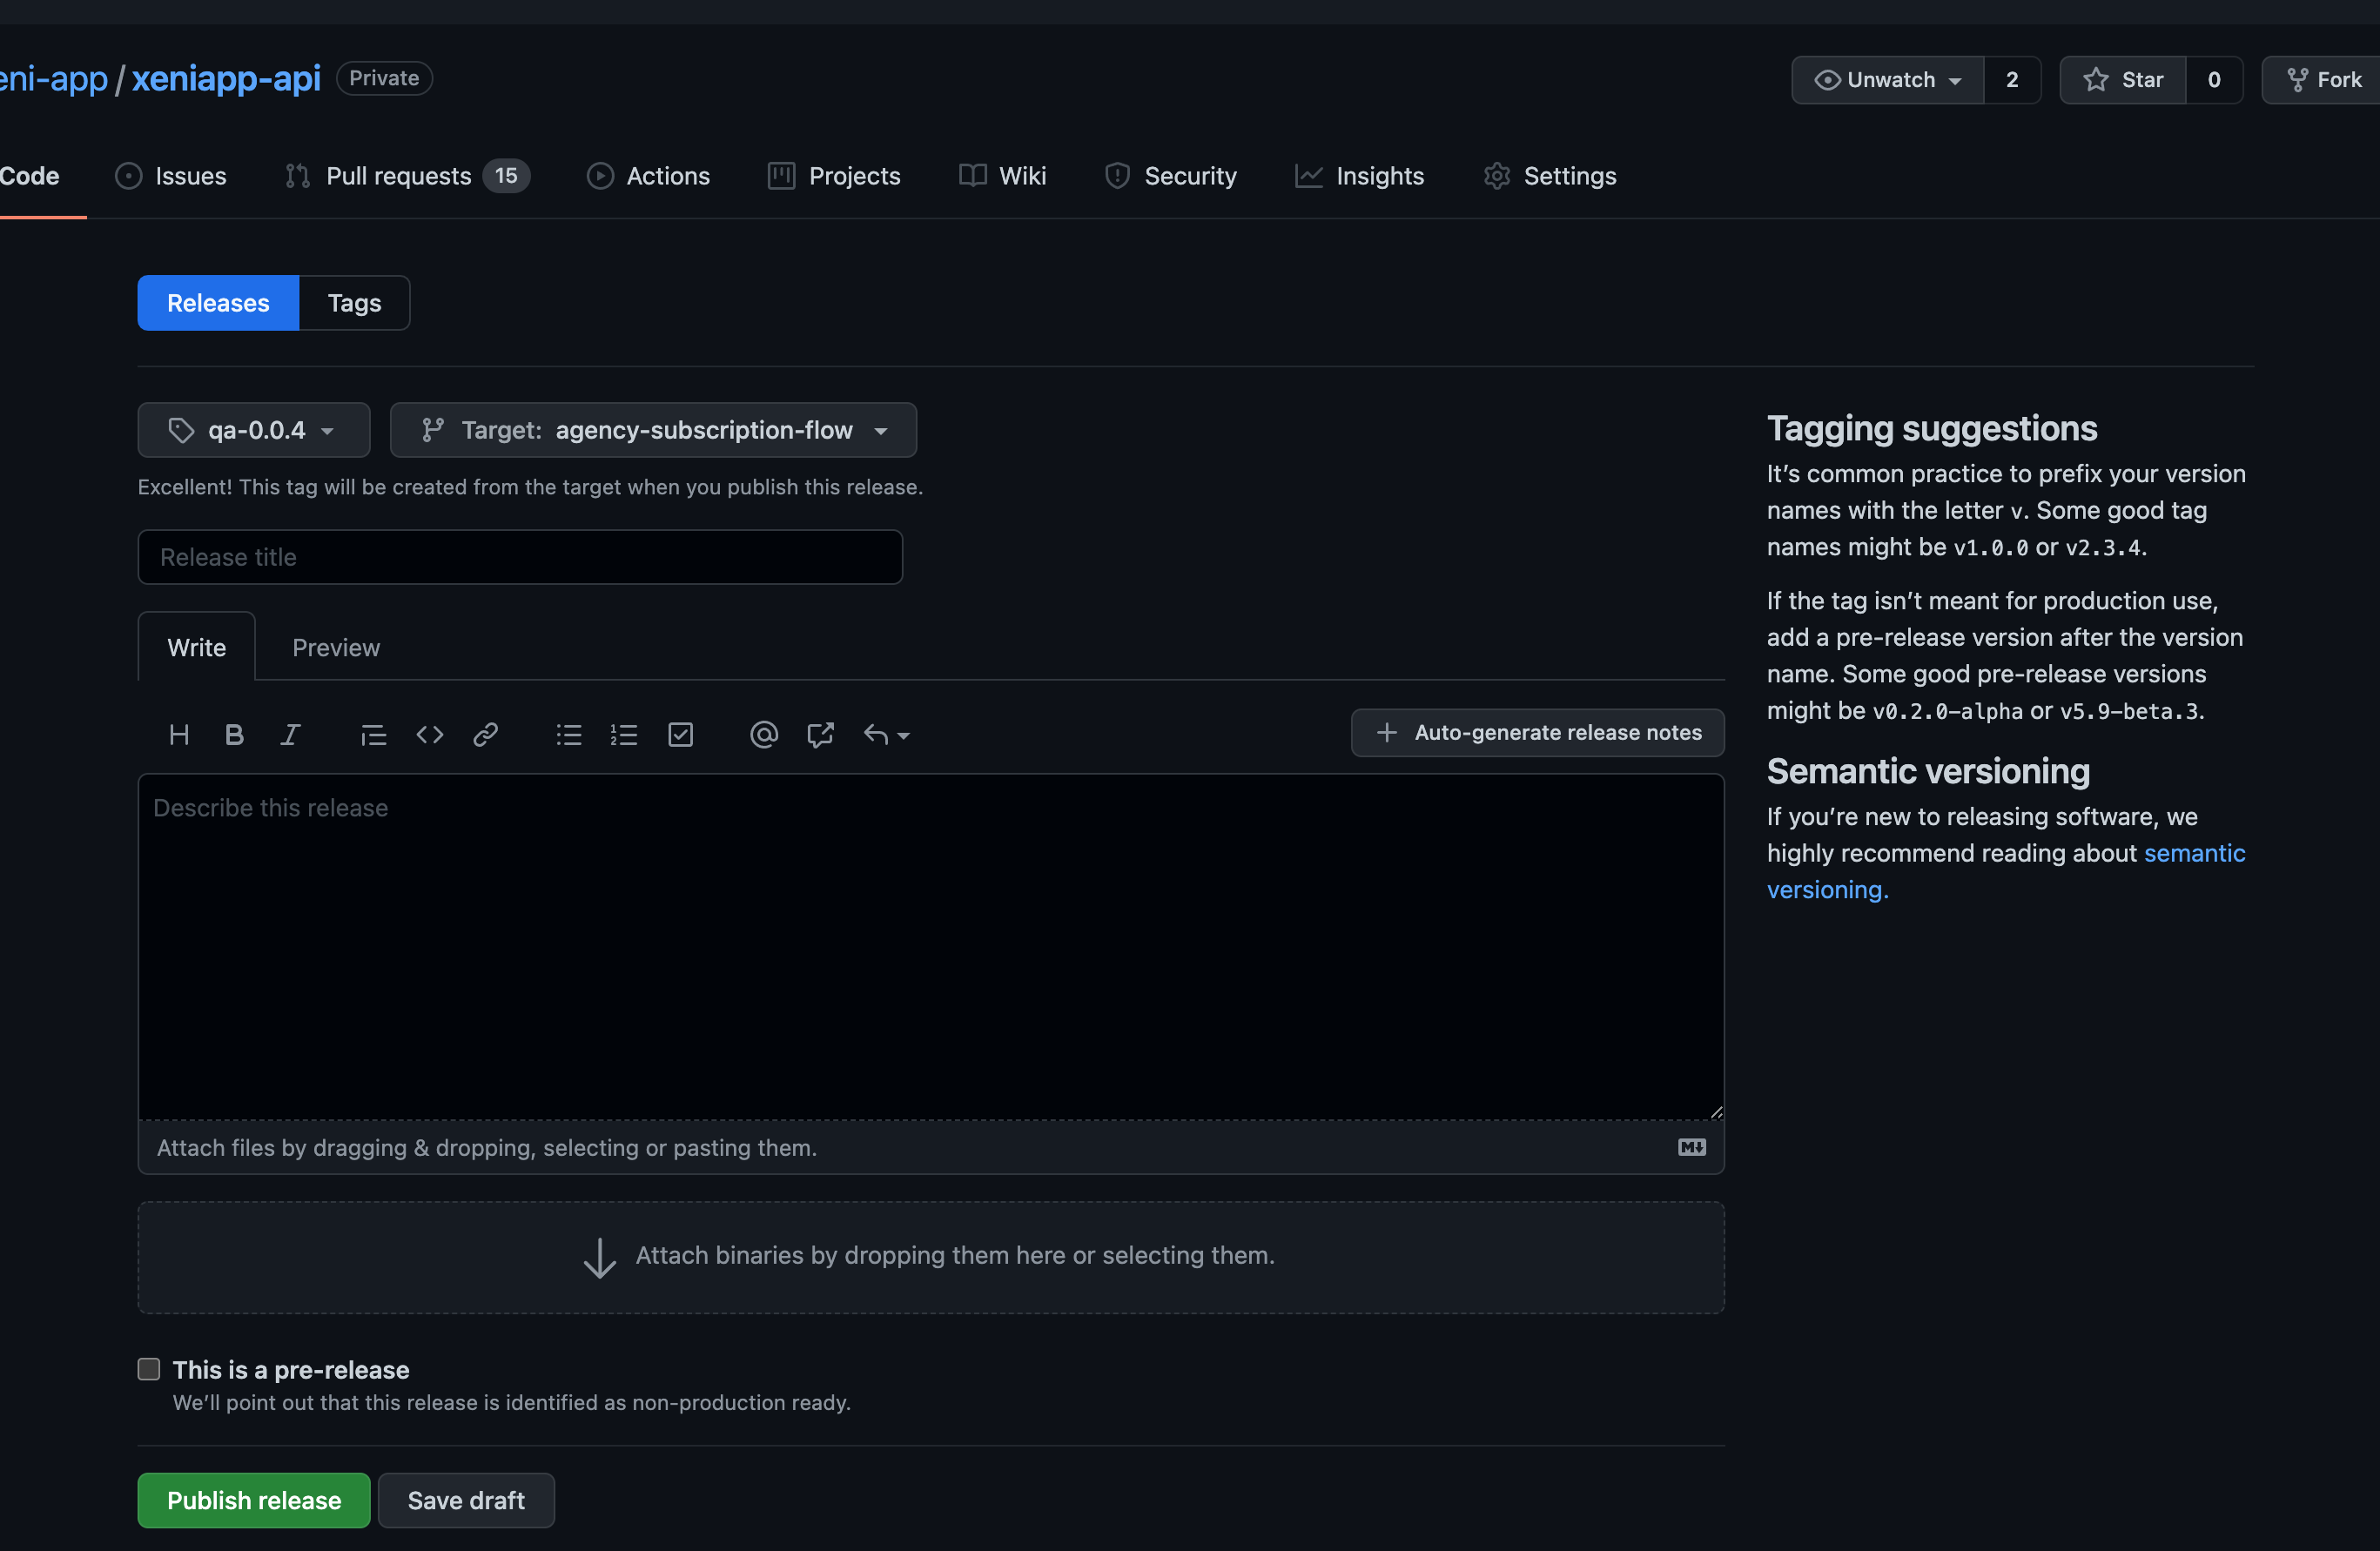 eni-app / xeniapp-api Private
Unwatch 2 Star 0 Fork
Code Issues Pull requests 15 Actions Projects Wiki Security Insights Settings
Releases Tags
qa-0.0.4 Target: agency-subscription-flow
Excellent! This tag will be created from the target when you publish this release.
Release title
Write Preview
Auto-generate release notes
Describe this release
Attach files by dragging & dropping, selecting or pasting them.
Attach binaries by dropping them here or selecting them.
This is a pre-release
We’ll point out that this release is identified as non-production ready.
Publish release Save draft
Tagging suggestions
It’s common practice to prefix your version
names with the letter v. Some good tag
names might be v1.0.0 or v2.3.4.
If the tag isn’t meant for production use,
add a pre-release version after the version
name. Some good pre-release versions
might be v0.2.0-alpha or v5.9-beta.3.
Semantic versioning
If you’re new to releasing software, we
highly recommend reading about semantic
versioning.